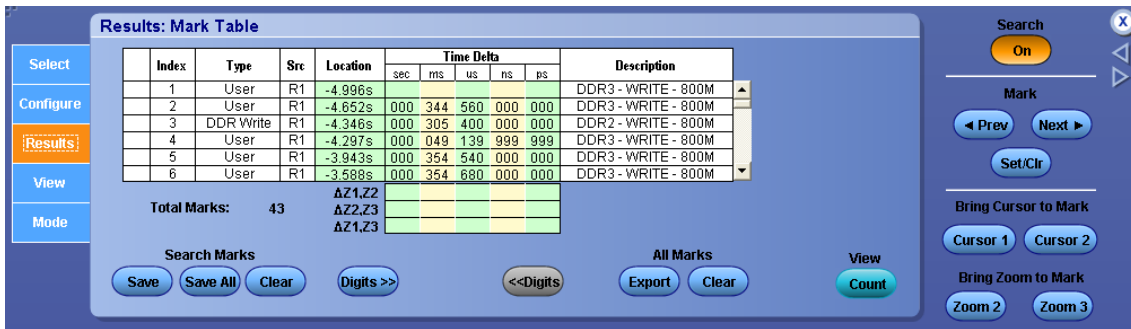 Results: Mark Table
Search
X
On
Select
Configure
Results
View
Mode
Index Type Src Location Time Delta Description
sec ms us ns ps
1 User R1 -4.996s DDR3 - WRITE - 800M
2 User R1 -4.652s 000 344 560 000 000 DDR3 - WRITE - 800M
3 DDR Write R1 -4.346s 000 305 400 000 000 DDR2 - WRITE - 800M
4 User R1 -4.297s 000 049 139 999 999 DDR3 - WRITE - 800M
5 User R1 -3.943s 000 354 540 000 000 DDR3 - WRITE - 800M
6 User R1 -3.588s 000 354 680 000 000 DDR3 - WRITE - 800M
ΔZ1,Z2
Total Marks: 43 ΔZ2,Z3
ΔZ1,Z3
Search Marks
Save Save All Clear Digits >> <<Digits
All Marks
Export Clear
View
Count
Mark
◄ Prev Next ►
Set/Clr
Bring Cursor to Mark
Cursor 1 Cursor 2
Bring Zoom to Mark
Zoom 2 Zoom 3